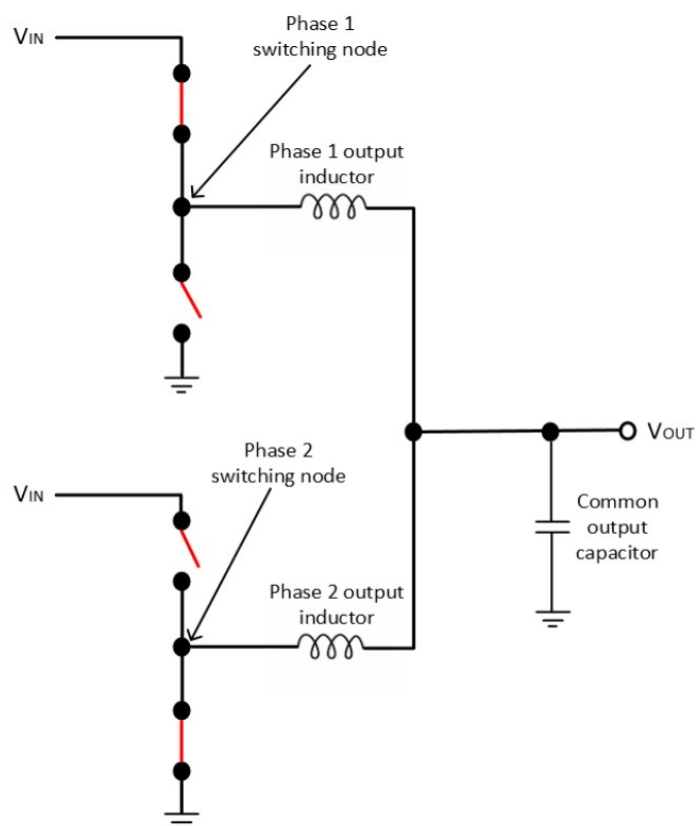 Phase 1
switching node
VIN
Phase 1 output
inductor
Phase 2
switching node
VOUT
VIN
Common
output
capacitor
Phase 2 output
inductor